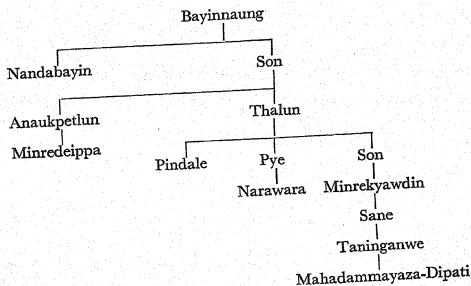 Bayinnaung
Nandabayin
Son
Anaukpetlun
Thalun
Minredeippa
Pindale
Pye
Son
Narawara
Minrekyawdin
Sane
Taninganwe
Mahadammayaza-Dipati